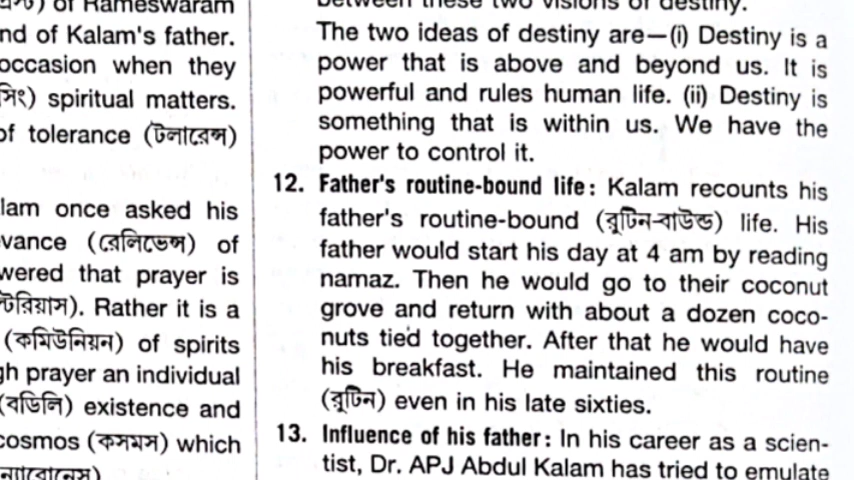 of Rameswaram
nd of Kalam's father.
occasion when they
spiritual matters.
of tolerance (টলারেন্স)
lam once asked his
vance (রেলিভেন্স) of
wered that prayer is
Rather it is a
(কমিউনিয়ন) of spirits
gh prayer an individual
(বডিলি) existence and
cosmos (কসমস) which
between these two visions of destiny.
The two ideas of destiny are—(i) Destiny is a
power that is above and beyond us. It is
powerful and rules human life. (ii) Destiny is
something that is within us. We have the
power to control it.
12. Father's routine-bound life: Kalam recounts his
father's routine-bound (রুটিন-বাউন্ড) life. His
father would start his day at 4 am by reading
namaz. Then he would go to their coconut
grove and return with about a dozen coco-
nuts tied together. After that he would have
his breakfast. He maintained this routine
(রুটিন) even in his late sixties.
13. Influence of his father: In his career as a scien-
tist, Dr. APJ Abdul Kalam has tried to emulate